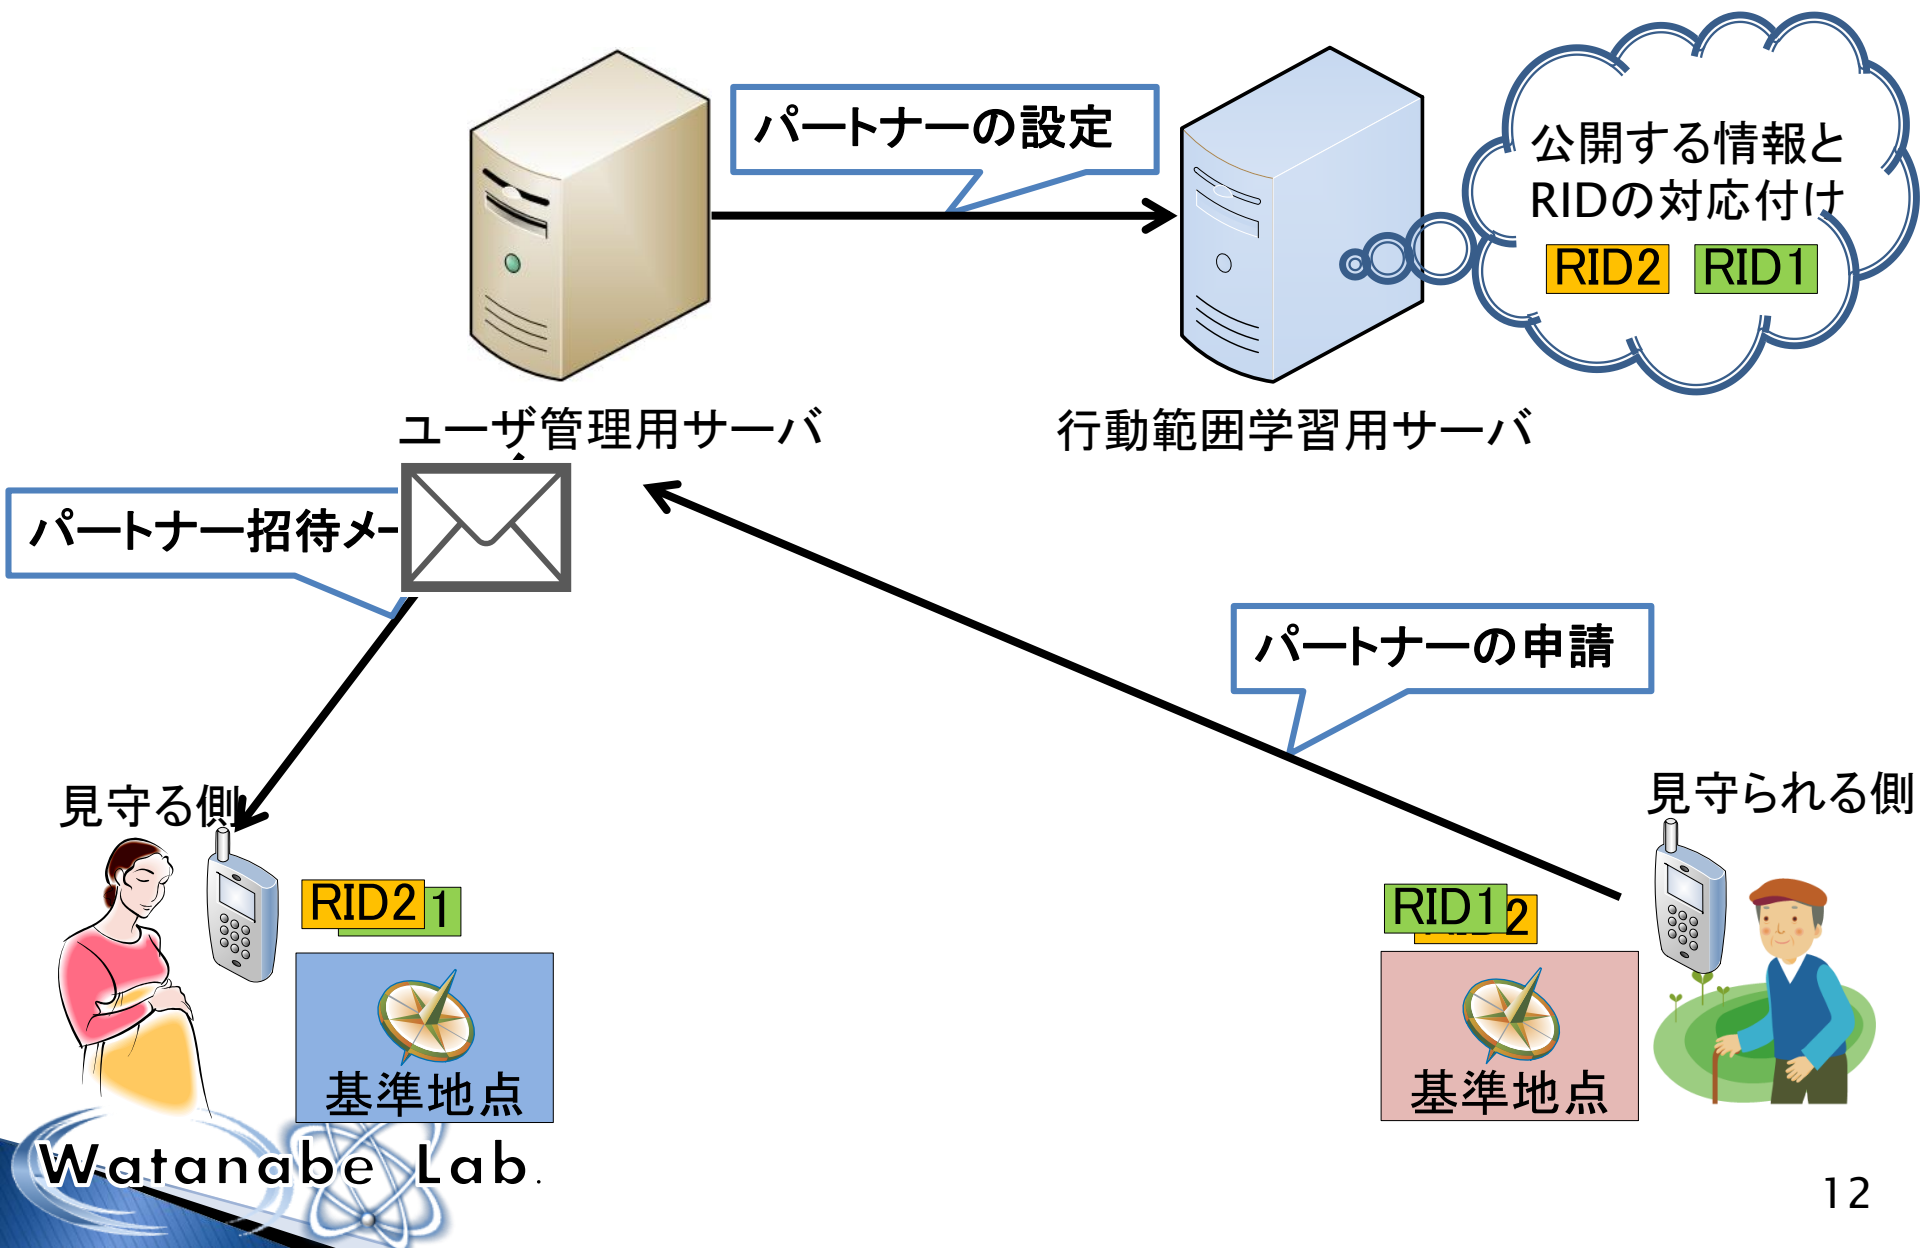 パートナーの設定
公開する情報と
RIDの対応付け
RID2 RID1
ユーザ管理用サーバ
行動範囲学習用サーバ
パートナー招待メー
パートナーの申請
見守る側
見守られる側
RID2 1
RID1 2
基準地点
基準地点
Watanabe Lab.
12